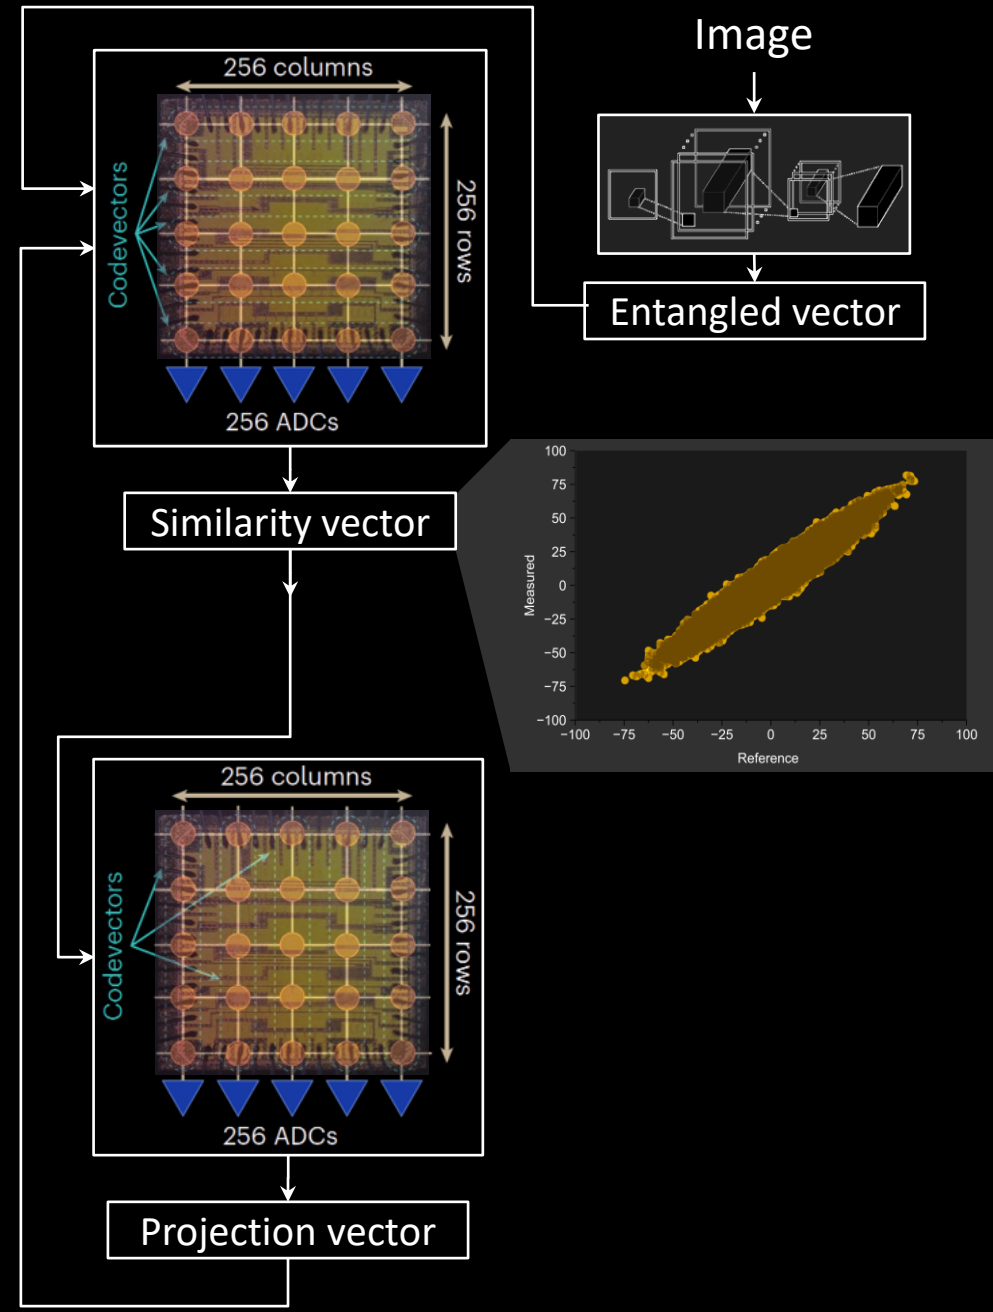 Image
256 columns
Codevectors
256 rows
256 ADCs
Entangled vector
Similarity vector
100
75
50
25
0
−25
−50
−75
−100
Measured
−100 −75 −50 −25 0 25 50 75 100
Reference
256 columns
Codevectors
256 rows
256 ADCs
Projection vector